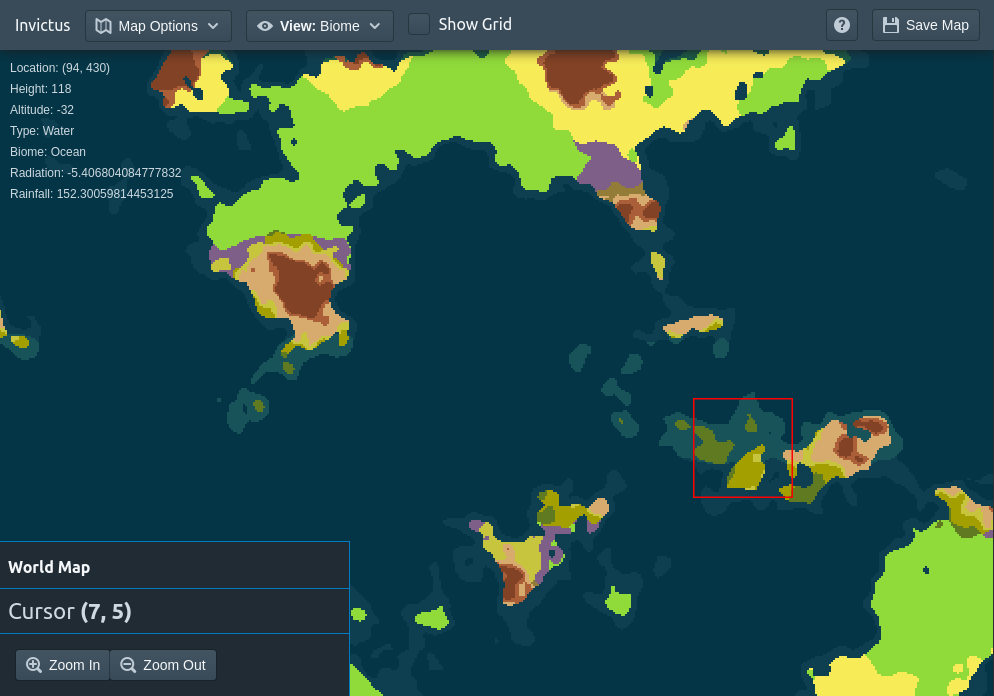 Invictus Map Options View: Biome Show Grid ? Save Map
Location: (94, 430)
Height: 118
Altitude: -32
Type: Water
Biome: Ocean
Radiation: -5.406804084777832
Rainfall: 152.30059814453125
World Map
Cursor (7, 5)
Zoom In Zoom Out